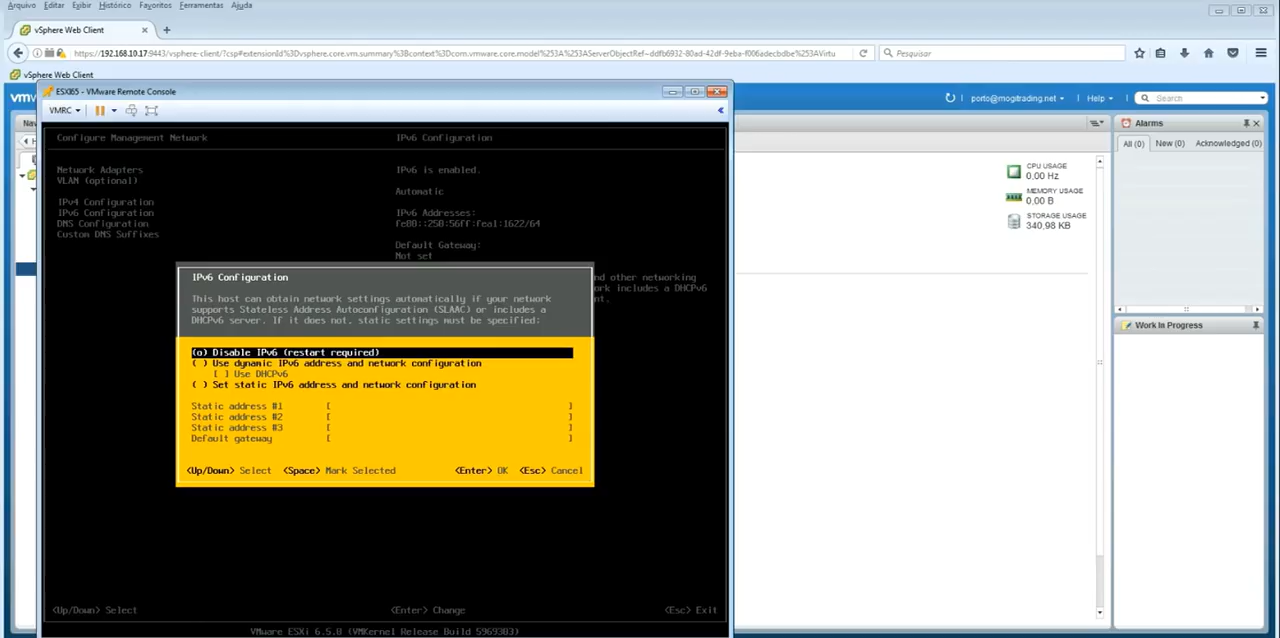 Arquivo Editar Exibir Histórico Favoritos Ferramentas Ajuda
vSphere Web Client
https://192.168.10.17:9443/vsphere-client/?csp#extensionId%3Dvsphere.core.vm.summary%3Bcontext%3Dcom.vmware.core.model%253A%253AServerObjectRef~ddfb6932-80ad-42df-9eba-f006adecbdbe%253AVirtu
Pesquisar
vSphere Web Client
ESXI65 - VMware Remote Console
vm
porto@mogitrading.net
Help
Search
VMRC
Nav
Configure Management Network
IPv6 Configuration
Network Adapters
VLAN (optional)
IPv4 Configuration
IPv6 Configuration
DNS Configuration
Custom DNS Suffixes
IPv6 is enabled.
Automatic
IPv6 Addresses:
fe80::250:56ff:fea1:1622/64
Default Gateway:
Not set
nd other networking
ork includes a DHCPv6
nt.
IPv6 Configuration
This host can obtain network settings automatically if your network
supports Stateless Address Autoconfiguration (SLAAC) or includes a
DHCPv6 server. If it does not, static settings must be specified:
(o) Disable IPv6 (restart required)
( ) Use dynamic IPv6 address and network configuration
[ ] Use DHCPv6
( ) Set static IPv6 address and network configuration
Static address #1 [ ]
Static address #2 [ ]
Static address #3 [ ]
Default gateway [ ]
<Up/Down> Select <Space> Mark Selected <Enter> OK <Esc> Cancel
<Up/Down> Select <Enter> Change <Esc> Exit
VMware ESXi 6.5.0 (VMKernel Release Build 5969303)
CPU USAGE
0,00 Hz
MEMORY USAGE
0,00 B
STORAGE USAGE
340,98 KB
Alarms
All (0) New (0) Acknowledged (0)
Work In Progress